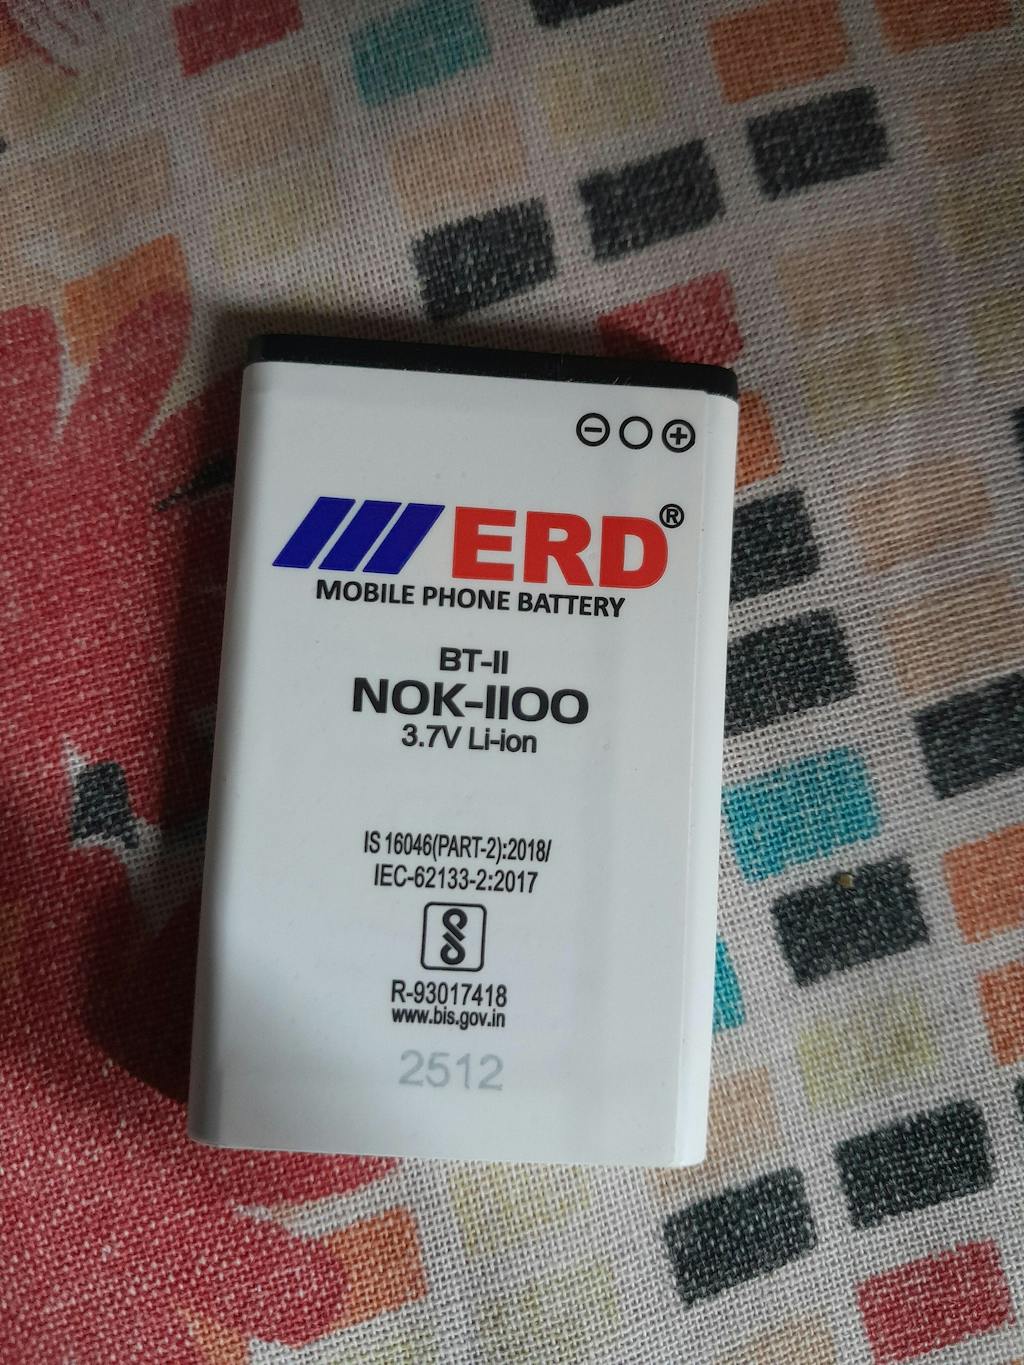 ⊖ ○ ⊕
ERD®
MOBILE PHONE BATTERY
BT-11
NOK-1100
3.7V Li-ion
IS 16046(PART-2):2018/
IEC-62133-2:2017
R-93017418
www.bis.gov.in
2512